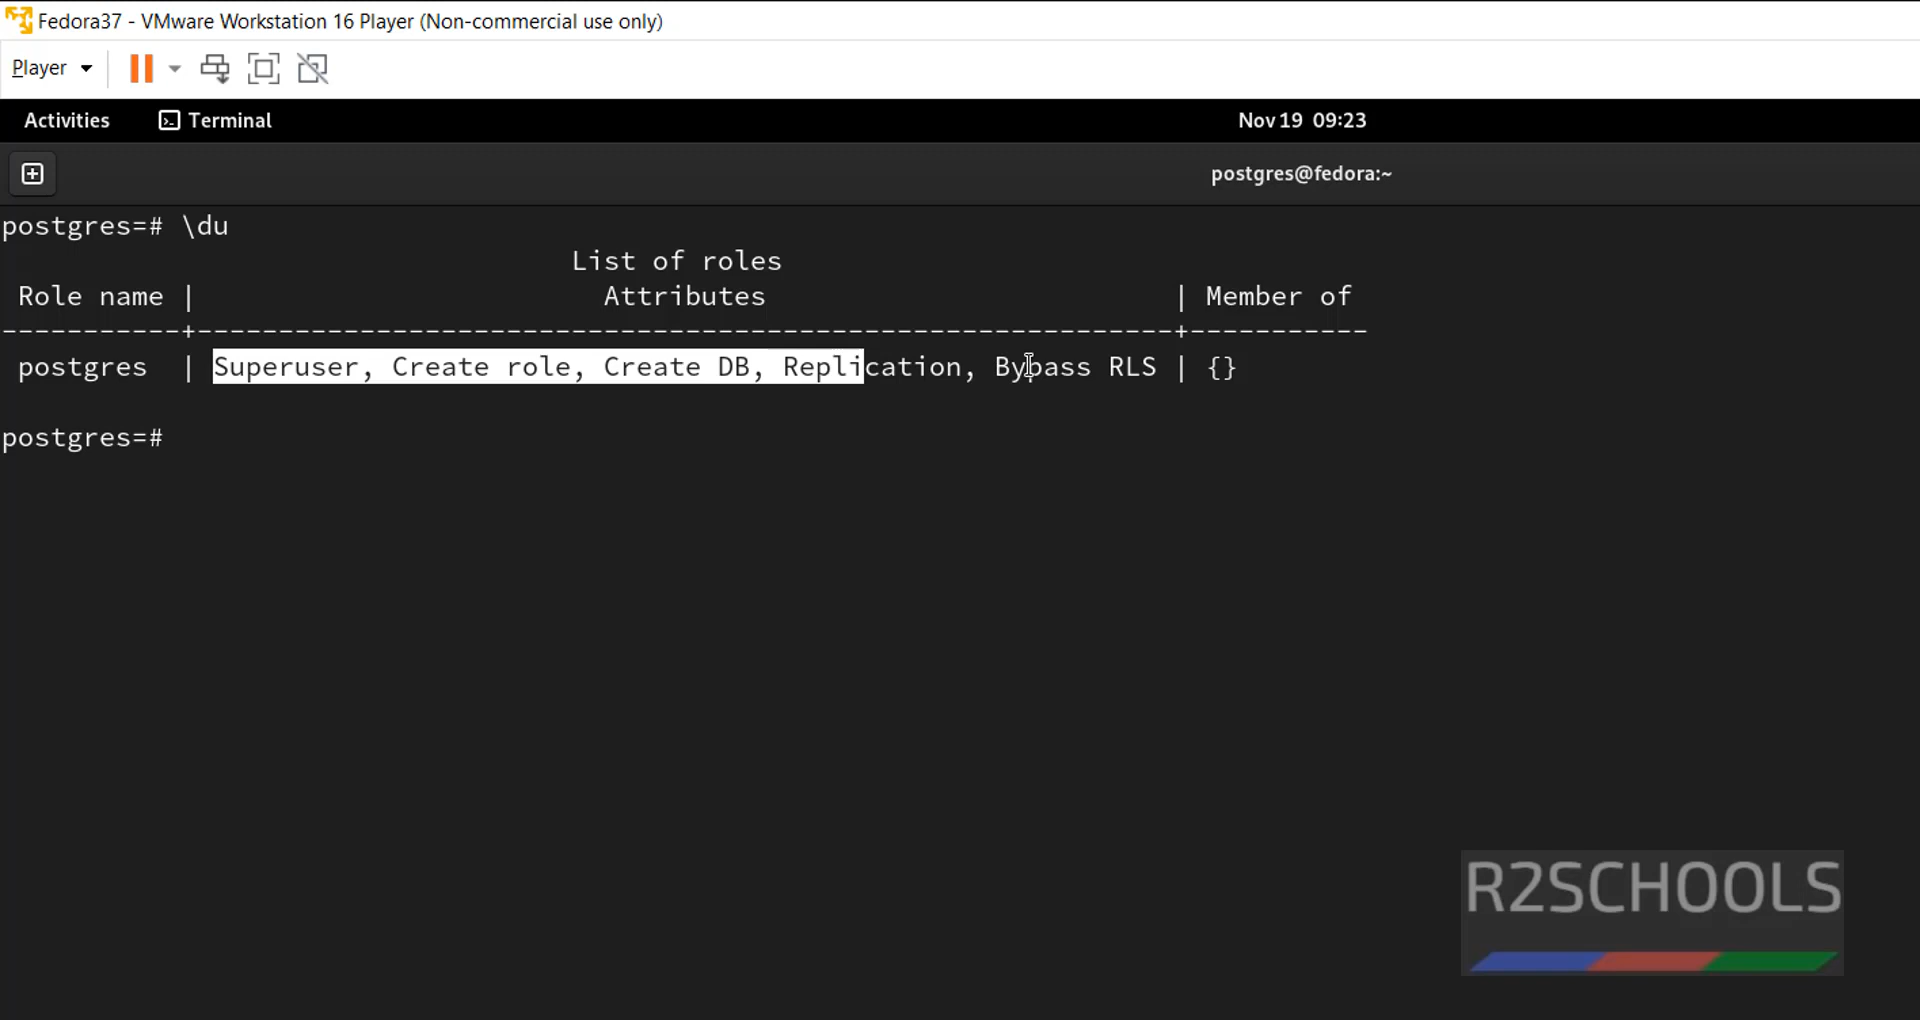 Fedora37 - VMware Workstation 16 Player (Non-commercial use only)
Player
Activities Terminal Nov 19 09:23
postgres@fedora:~
postgres=# \du
List of roles
Role name | Attributes | Member of
-----------+-------------------------------------------------------------+-----------
postgres | Superuser, Create role, Create DB, Replication, Bypass RLS | {}
postgres=#
R2SCHOOLS